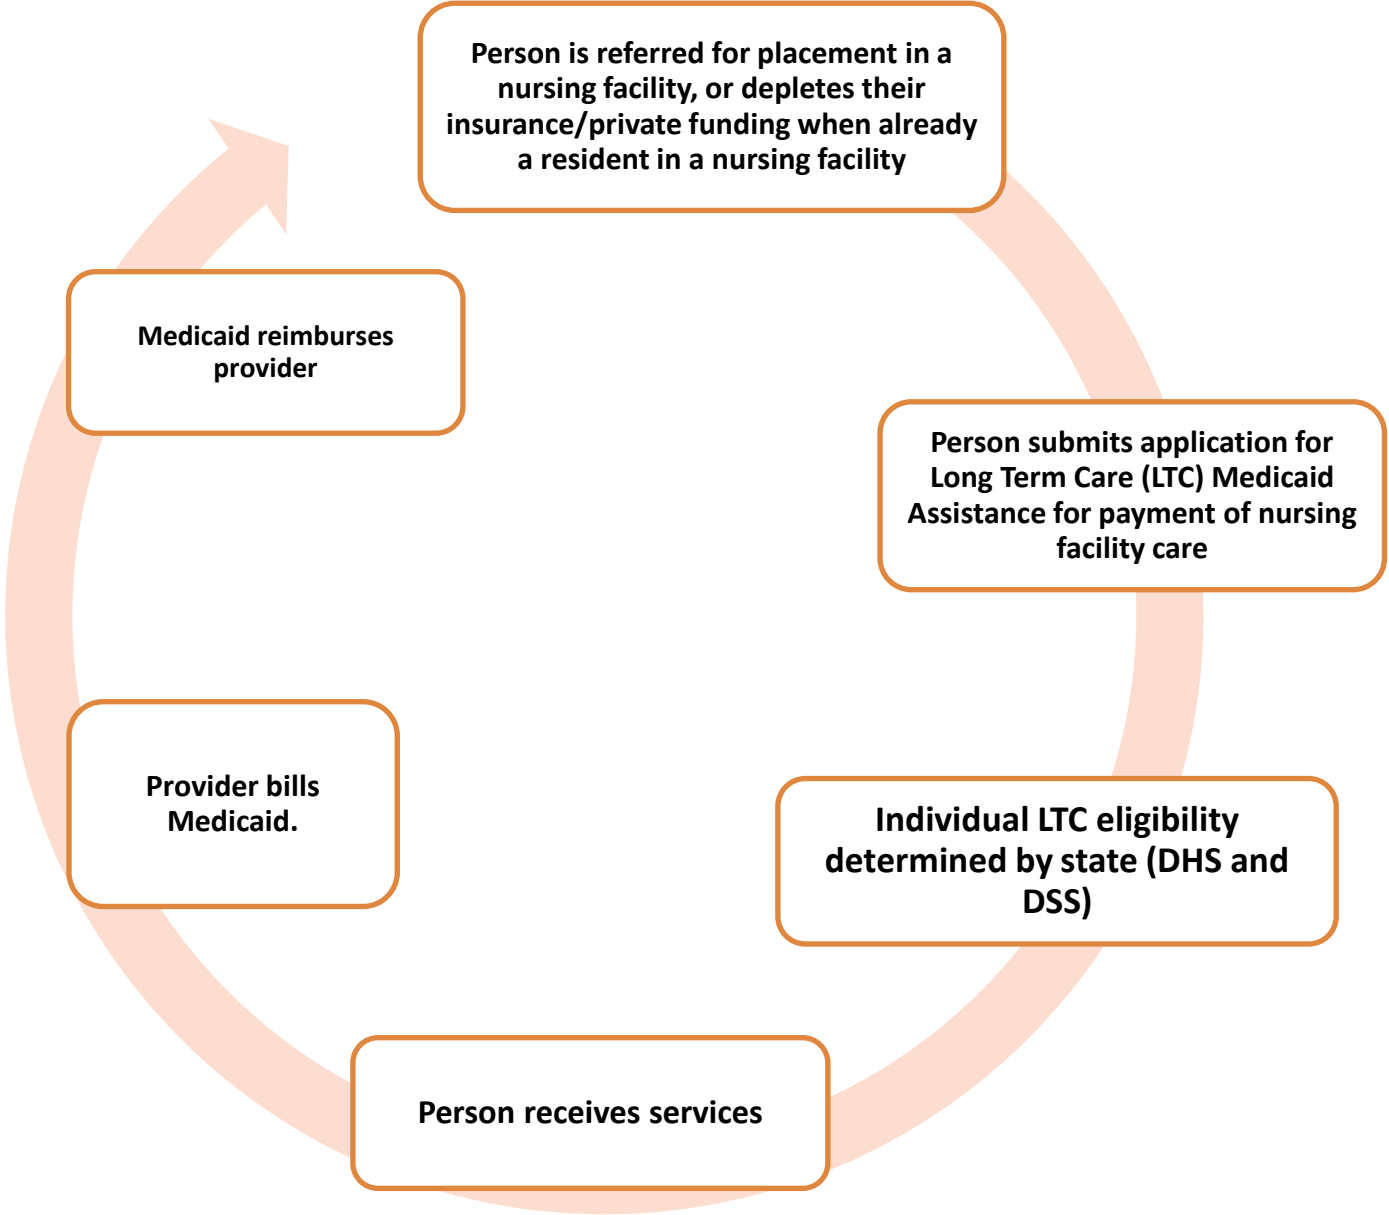 Person is referred for placement in a
nursing facility, or depletes their
insurance/private funding when already
a resident in a nursing facility
Person submits application for
Long Term Care (LTC) Medicaid
Assistance for payment of nursing
facility care
Individual LTC eligibility
determined by state (DHS and
DSS)
Person receives services
Provider bills
Medicaid.
Medicaid reimburses
provider